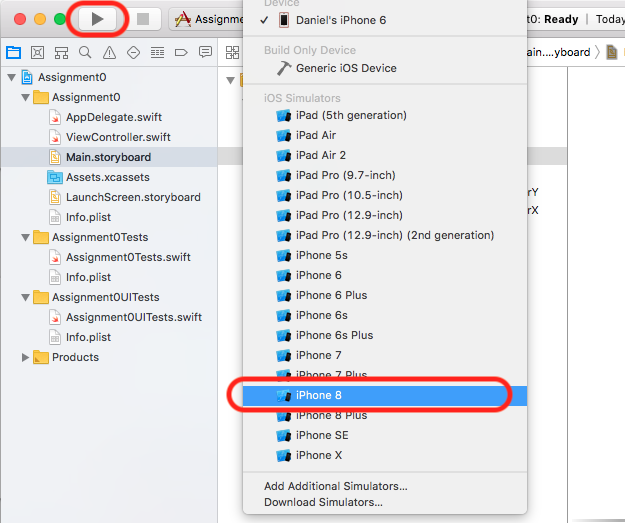 Device
Assignment
Daniel's iPhone 6
t0: Ready | Today
Build Only Device
ain....yboard
Generic iOS Device
Assignment0
Assignment0
AppDelegate.swift
ViewController.swift
Main.storyboard
Assets.xcassets
LaunchScreen.storyboard
Info.plist
Assignment0Tests
Assignment0Tests.swift
Info.plist
Assignment0UITests
Assignment0UITests.swift
Info.plist
Products
iOS Simulators
iPad (5th generation)
iPad Air
iPad Air 2
iPad Pro (9.7-inch)
iPad Pro (10.5-inch)
iPad Pro (12.9-inch)
iPad Pro (12.9-inch) (2nd generation)
iPhone 5s
iPhone 6
iPhone 6 Plus
iPhone 6s
iPhone 6s Plus
iPhone 7
iPhone 7 Plus
iPhone 8
iPhone 8 Plus
iPhone SE
iPhone X
Add Additional Simulators...
Download Simulators...
rY
rX